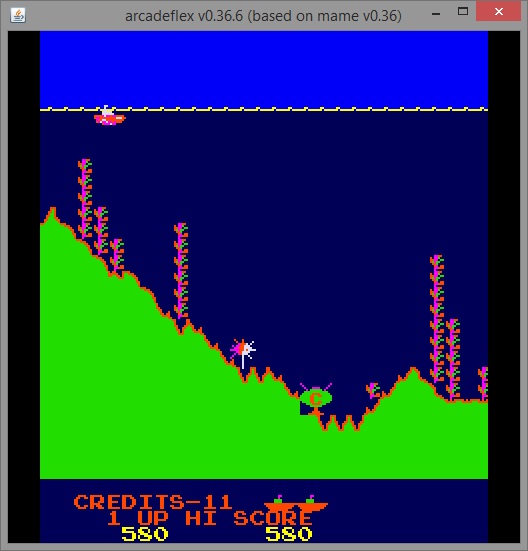 arcadeflex v0.36.6 (based on mame v0.36)
C
CREDITS-11
1 UP HI SCORE
580 580